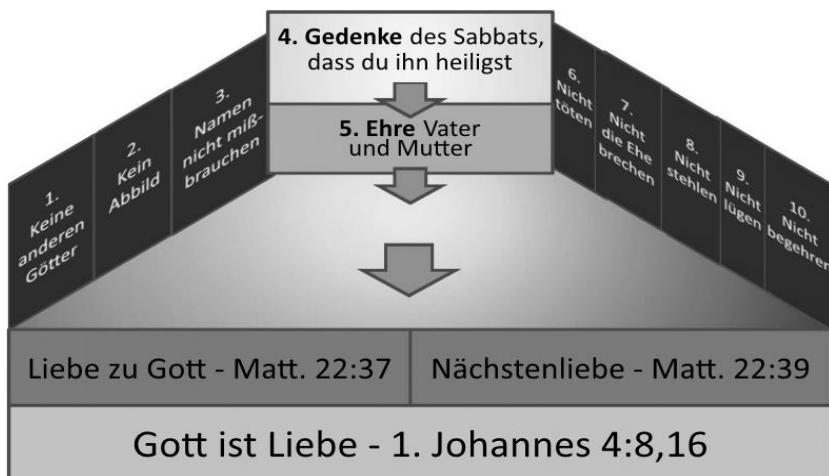 4. Gedenke des Sabbats,
dass du ihn heiligst
5. Ehre Vater
und Mutter
1.
Keine
anderen
Götter
2.
Kein
Abbild
3.
Namen
nicht miß-
brauchen
6.
Nicht
töten
7.
Nicht
die Ehe
brechen
8.
Nicht
stehlen
9.
Nicht
lügen
10.
Nicht
begehren
Liebe zu Gott - Matt. 22:37
Nächstenliebe - Matt. 22:39
Gott ist Liebe - 1. Johannes 4:8,16